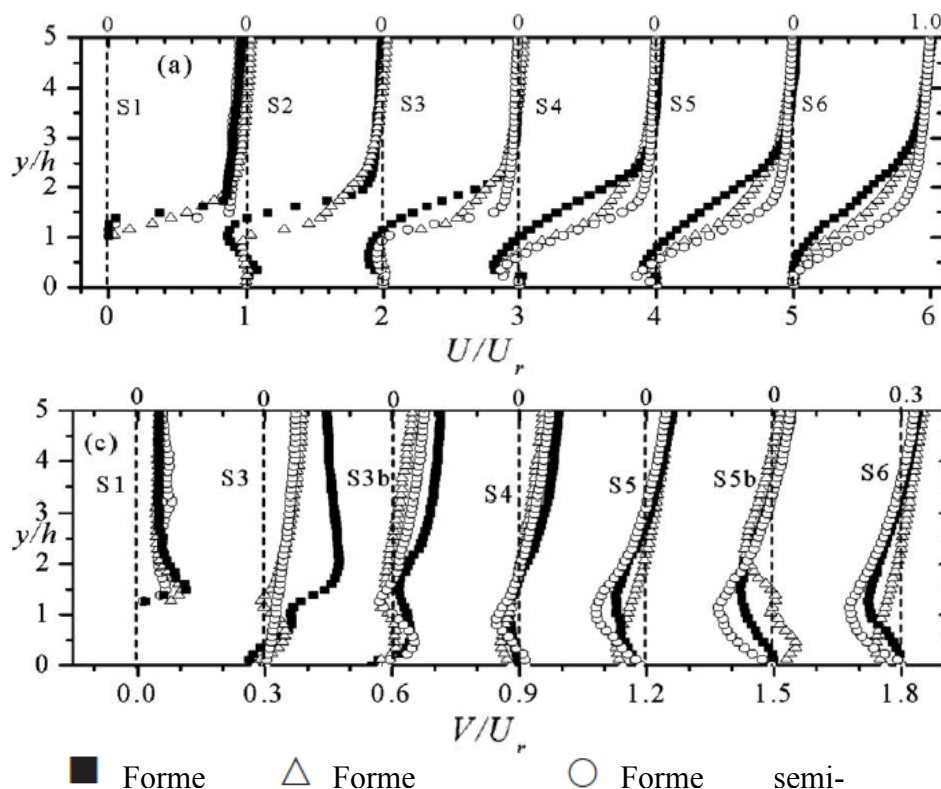 0 0 0 0 0 0 1.0
5 (a)
4 S1 S2 S3 S4 S5 S6
3
y/h
2
1
0
0 1 2 3 4 5 6
U/U_r
0 0 0 0 0 0 0.3
5 (c)
4 S1 S3 S3b S4 S5 S5b S6
3
y/h
2
1
0
0.0 0.3 0.6 0.9 1.2 1.5 1.8
V/U_r
■ Forme △ Forme ○ Forme semi-